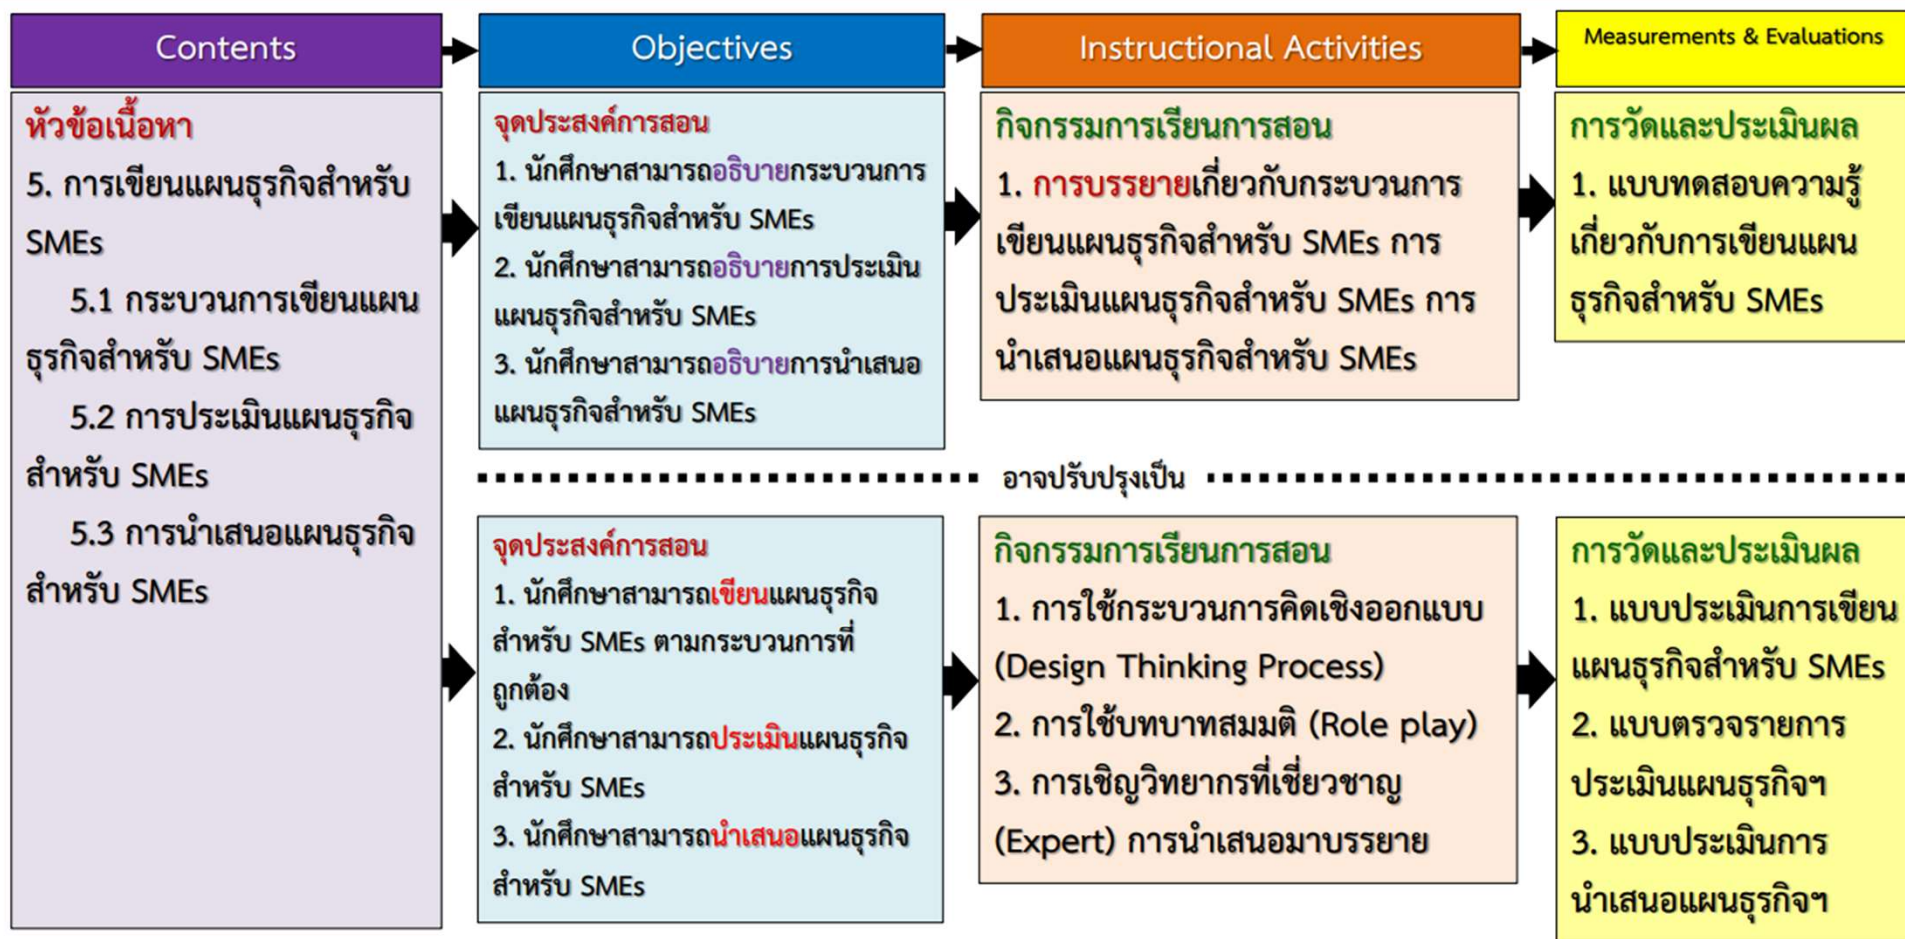 Contents
Objectives
Instructional Activities
Measurements & Evaluations
หัวข้อเนื้อหา
5. การเขียนแผนธุรกิจสำหรับ
SMEs
5.1 กระบวนการเขียนแผน
ธุรกิจสำหรับ SMEs
5.2 การประเมินแผนธุรกิจ
สำหรับ SMEs
5.3 การนำเสนอแผนธุรกิจ
สำหรับ SMEs
จุดประสงค์การสอน
1. นักศึกษาสามารถอธิบายกระบวนการ
เขียนแผนธุรกิจสำหรับ SMEs
2. นักศึกษาสามารถอธิบายการประเมิน
แผนธุรกิจสำหรับ SMEs
3. นักศึกษาสามารถอธิบายการนำเสนอ
แผนธุรกิจสำหรับ SMEs
กิจกรรมการเรียนการสอน
1. การบรรยายเกี่ยวกับกระบวนการ
เขียนแผนธุรกิจสำหรับ SMEs การ
ประเมินแผนธุรกิจสำหรับ SMEs การ
นำเสนอแผนธุรกิจสำหรับ SMEs
การวัดและประเมินผล
1. แบบทดสอบความรู้
เกี่ยวกับการเขียนแผน
ธุรกิจสำหรับ SMEs
อาจปรับปรุงเป็น
จุดประสงค์การสอน
1. นักศึกษาสามารถเขียนแผนธุรกิจ
สำหรับ SMEs ตามกระบวนการที่
ถูกต้อง
2. นักศึกษาสามารถประเมินแผนธุรกิจ
สำหรับ SMEs
3. นักศึกษาสามารถนำเสนอแผนธุรกิจ
สำหรับ SMEs
กิจกรรมการเรียนการสอน
1. การใช้กระบวนการคิดเชิงออกแบบ
(Design Thinking Process)
2. การใช้บทบาทสมมติ (Role play)
3. การเชิญวิทยากรที่เชี่ยวชาญ
(Expert) การนำเสนอมาบรรยาย
การวัดและประเมินผล
1. แบบประเมินการเขียน
แผนธุรกิจสำหรับ SMEs
2. แบบตรวจรายการ
ประเมินแผนธุรกิจฯ
3. แบบประเมินการ
นำเสนอแผนธุรกิจฯ